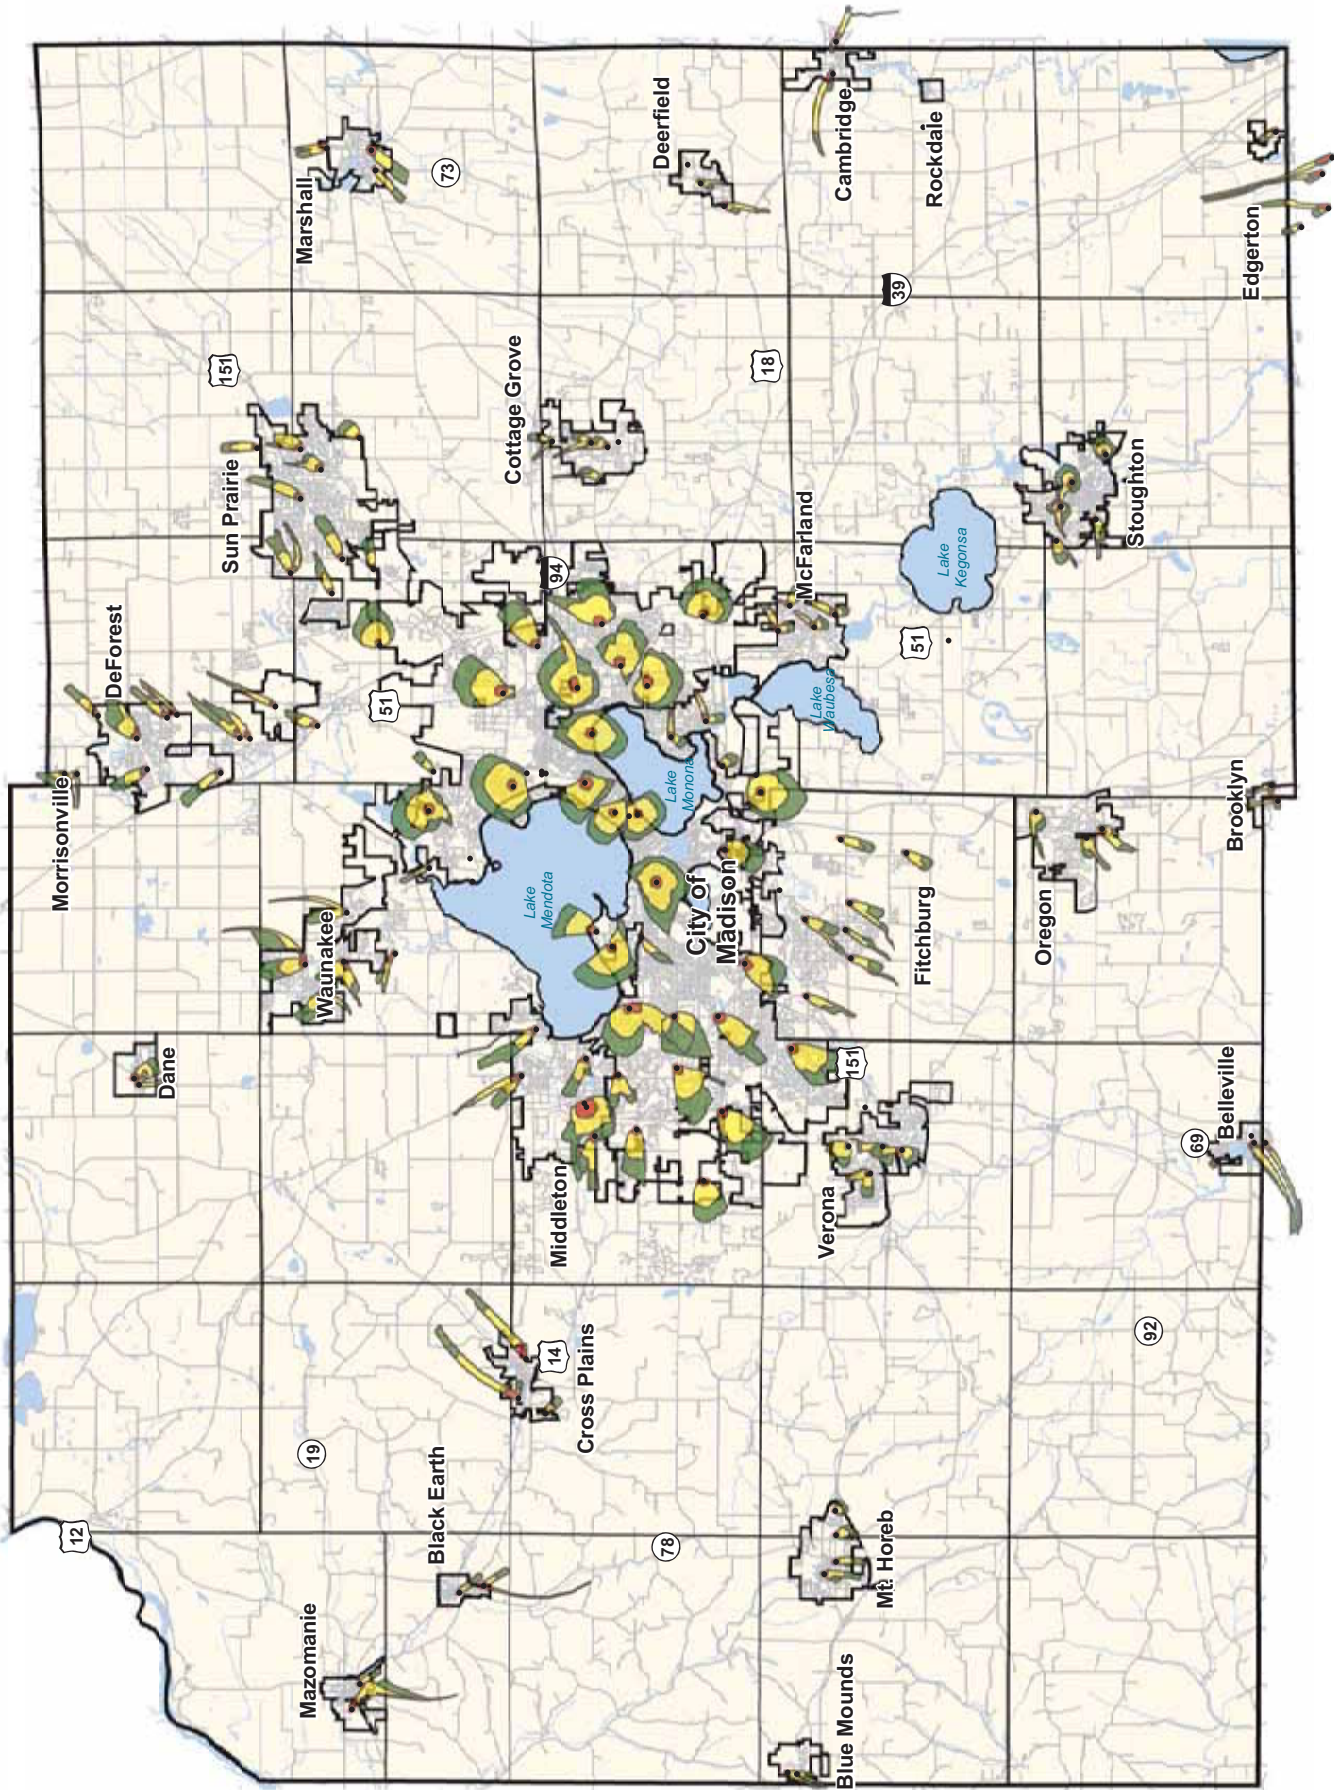 Morrisonville
12
DeForest
Dane
151
Sun Prairie
Marshall
Mazomanie
19
Waunakee
51
Black Earth
73
Cottage Grove
Lake
Mendota
14
Middleton
94
Cross Plains
Deerfield
78
Lake
Monona
City of
Madison
18
McFarland
Lake
Waubesa
Verona
Blue Mounds
Cambridge
151
Mt. Horeb
39
51
Fitchburg
Rockdale
Lake
Kegonsa
Oregon
Stoughton
92
69
Belleville
Brooklyn
Edgerton